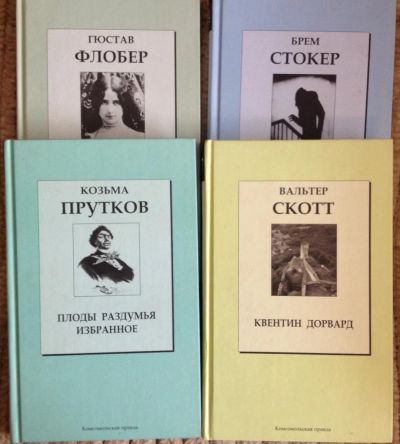 ГЮСТАВ
ФЛОБЕР
БРЕМ
СТОКЕР
КОЗЬМА
ПРУТКОВ
ПЛОДЫ РАЗДУМЬЯ
ИЗБРАННОЕ
Комсомольская правда
ВАЛЬТЕР
СКОТТ
КВЕНТИН ДОРВАРД
Комсомольская правда